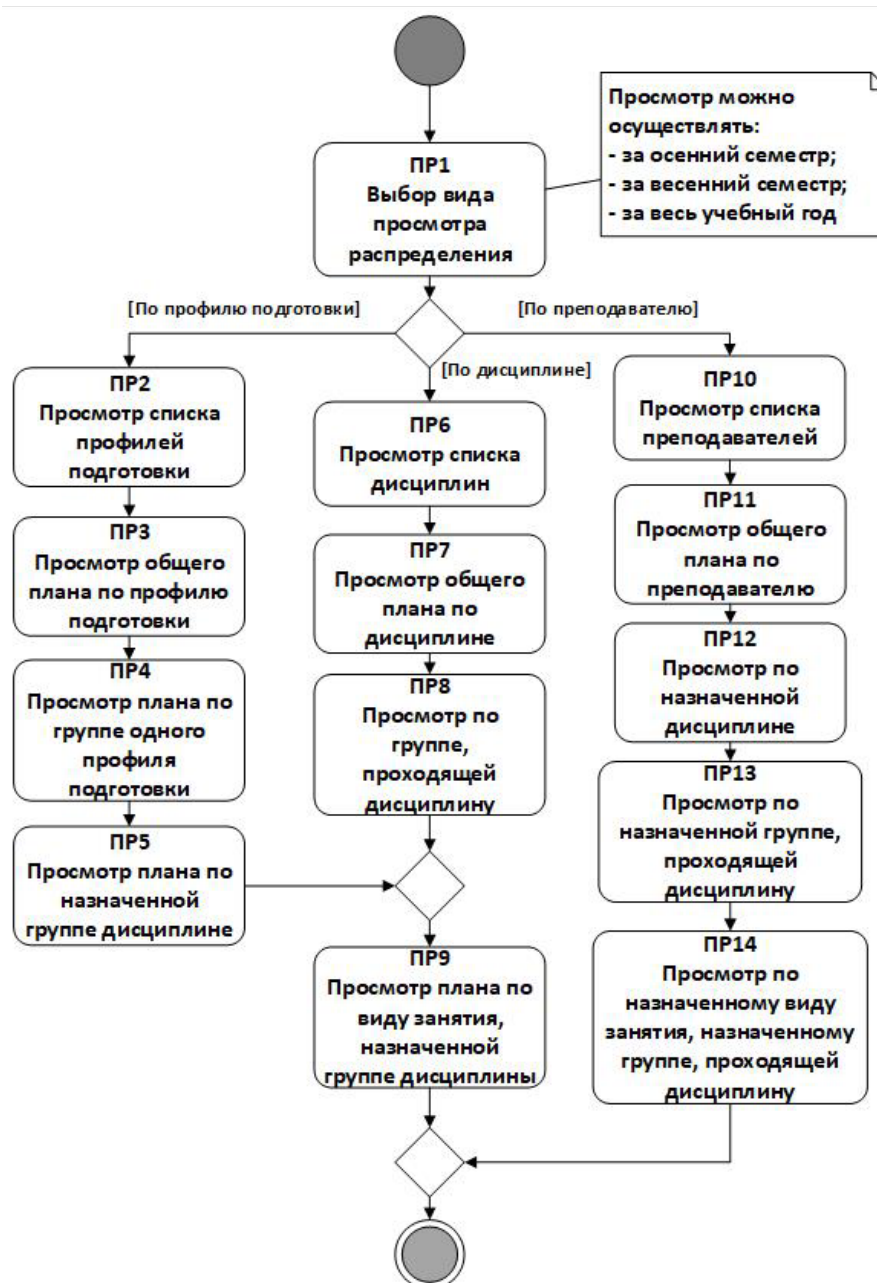 Просмотр можно
осуществлять:
- за осенний семестр;
- за весенний семестр;
- за весь учебный год
ПР1
Выбор вида
просмотра
распределения
[По профилю подготовки]
[По преподавателю]
[По дисциплине]
ПР2
Просмотр списка
профилей
подготовки
ПР3
Просмотр общего
плана по профилю
подготовки
ПР4
Просмотр плана по
группе одного
профиля
подготовки
ПР5
Просмотр плана по
назначенной
группе дисциплине
ПР6
Просмотр списка
дисциплин
ПР7
Просмотр общего
плана по
дисциплине
ПР8
Просмотр по
группе,
проходящей
дисциплину
ПР9
Просмотр плана по
виду занятия,
назначенной
группе дисциплины
ПР10
Просмотр списка
преподавателей
ПР11
Просмотр общего
плана по
преподавателю
ПР12
Просмотр по
назначенной
дисциплине
ПР13
Просмотр по
назначенной группе,
проходящей
дисциплину
ПР14
Просмотр по
назначенному виду
занятия, назначенному
группе, проходящей
дисциплину